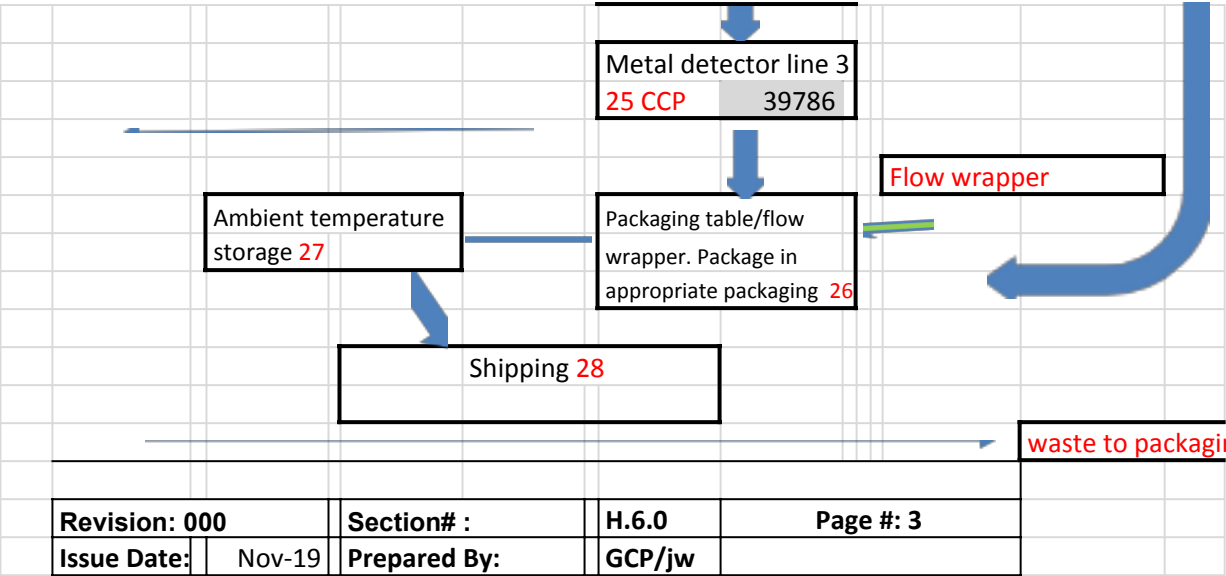 Metal detector line 3
25 CCP 39786
Flow wrapper
Ambient temperature
storage 27
Packaging table/flow
wrapper. Package in
appropriate packaging 26
Shipping 28
waste to packagi
Revision: 000 Section# : H.6.0 Page #: 3
Issue Date: Nov-19 Prepared By: GCP/jw